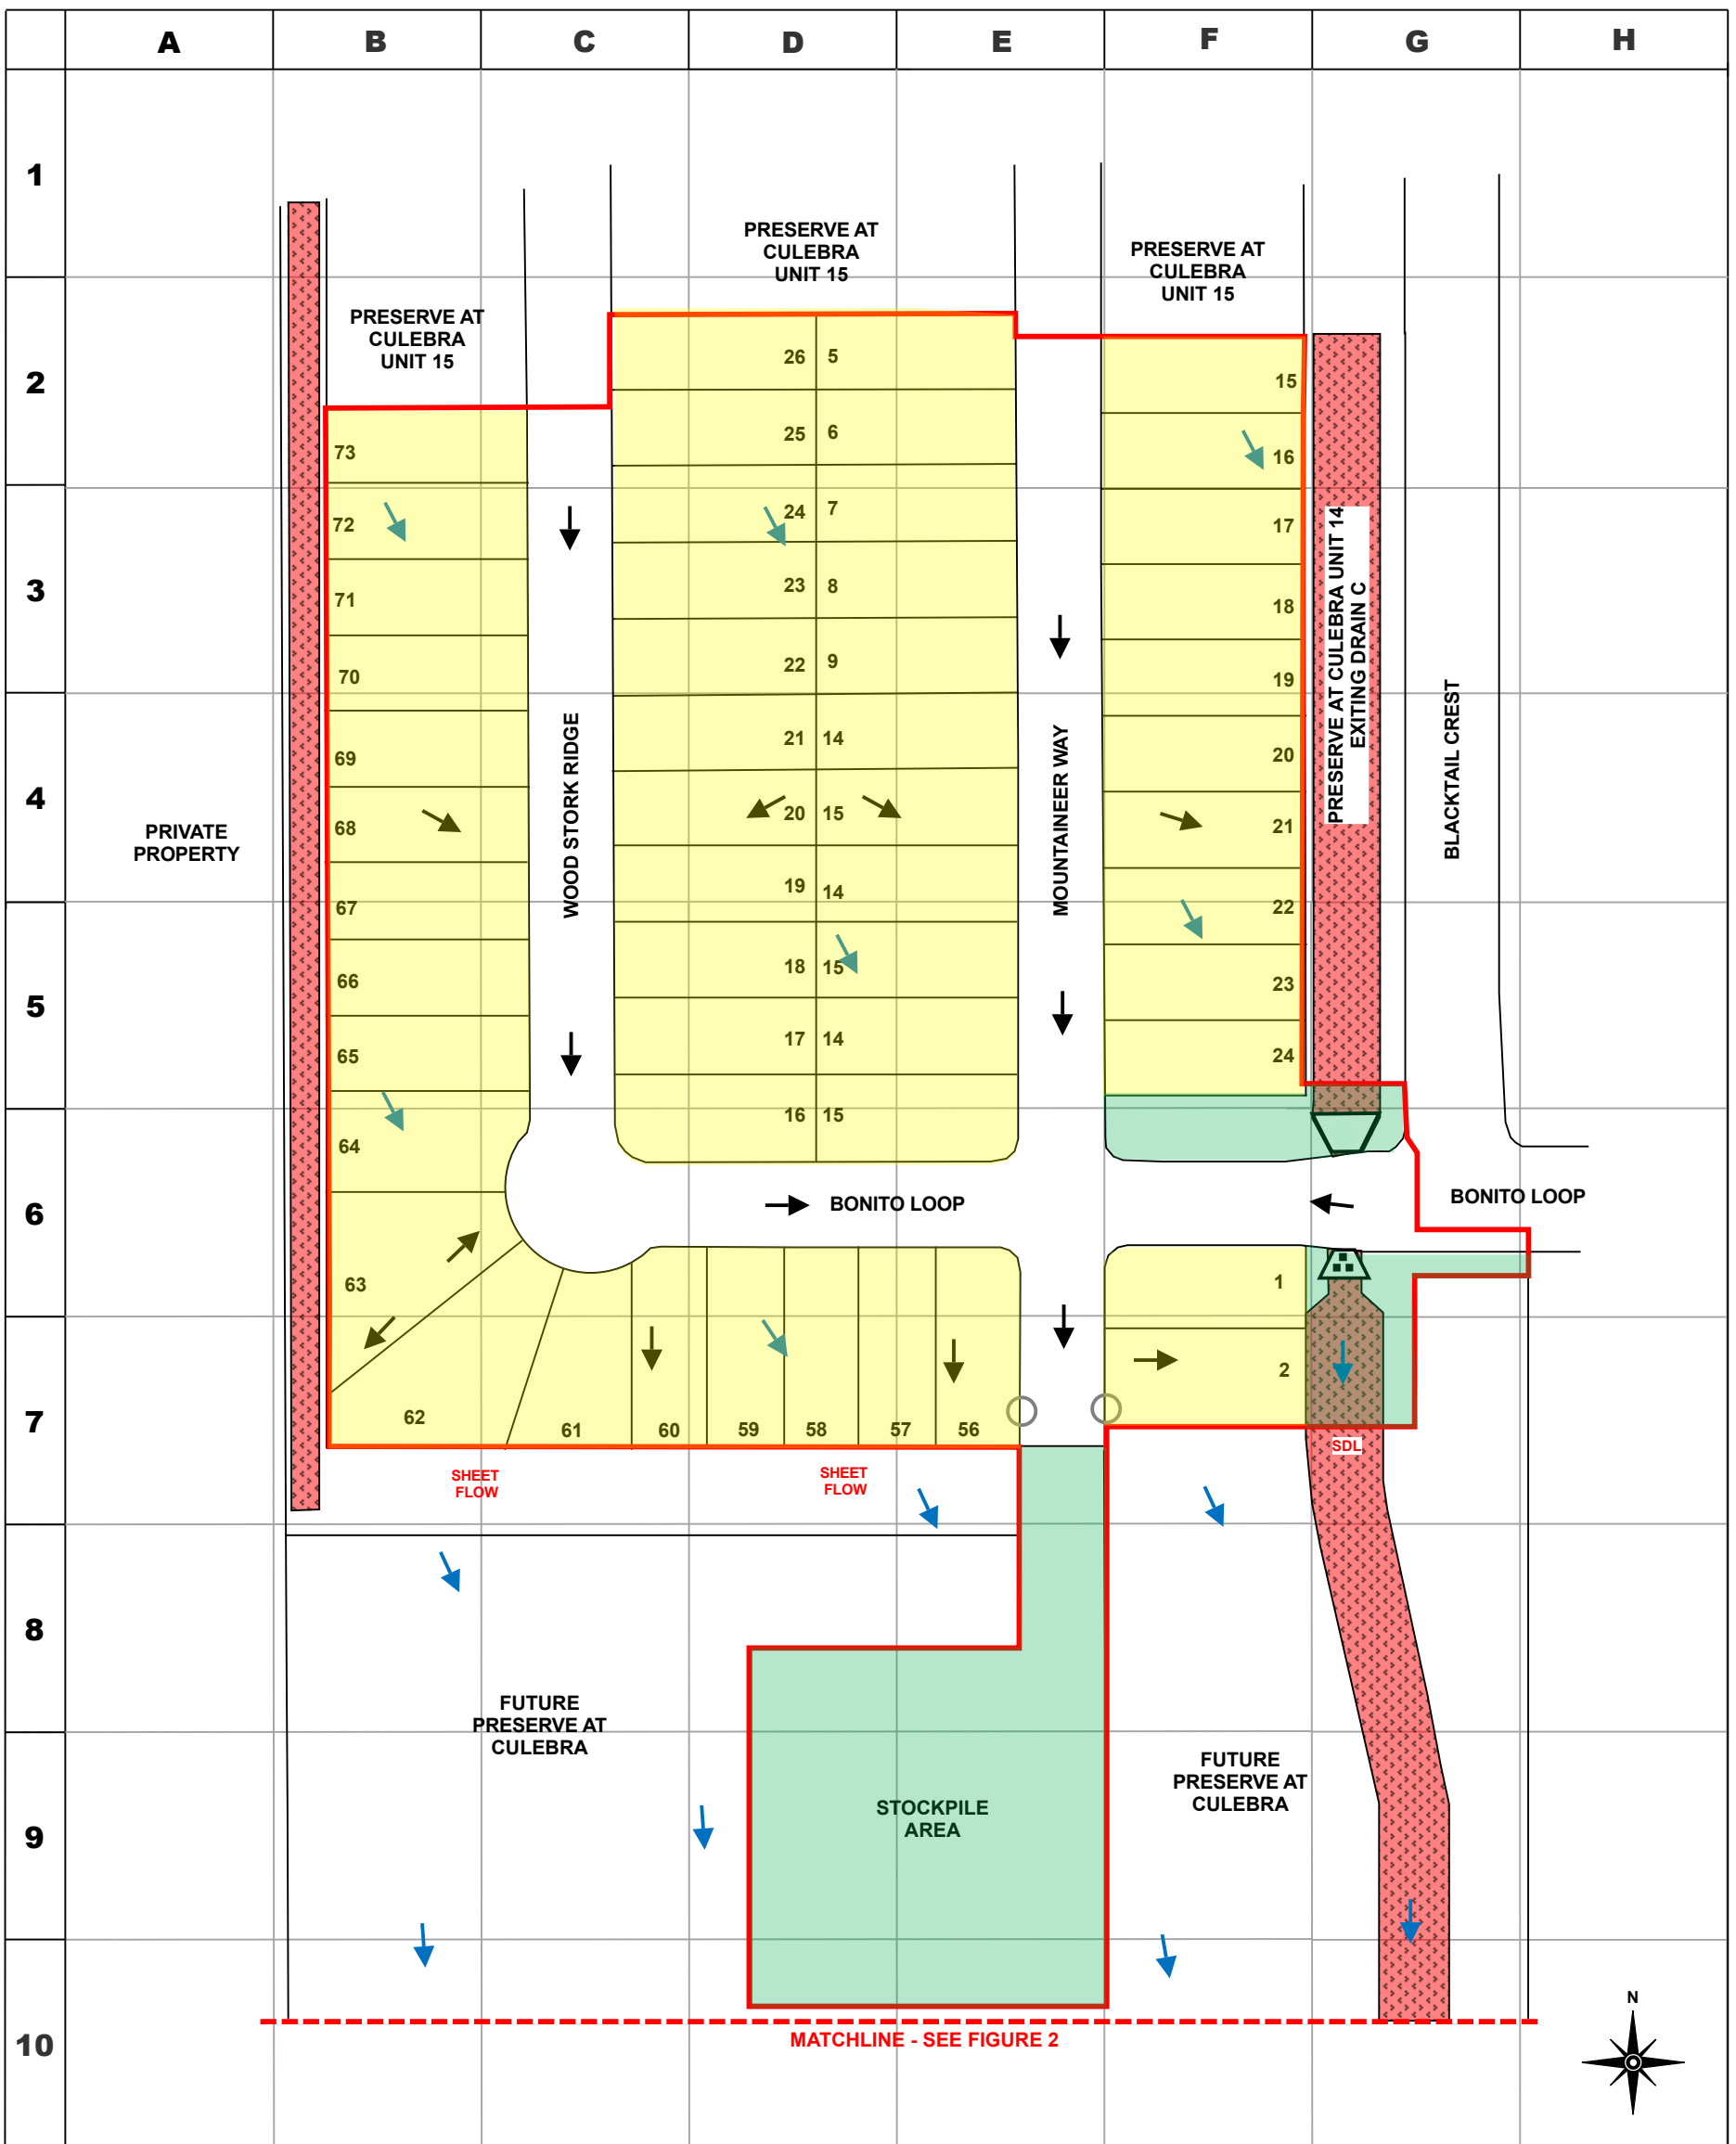 A B C D E F G H
1
PRESERVE AT
CULEBRA
UNIT 15
PRESERVE AT
CULEBRA
UNIT 15
PRESERVE AT
CULEBRA
UNIT 15
2
26 5
15
25 6
73
16
24 7
72
17
3
23 8
71
18
22 9
70
19
PRESERVE AT CULEBRA UNIT 14
EXITING DRAIN C
BLACKTAIL CREST
WOOD STORK RIDGE
MOUNTAINEER WAY
21 14
69
20
4
20 15
68
21
PRIVATE
PROPERTY
19 14
67
22
18 15
66
23
5
17 14
65
24
16 15
64
6
BONITO LOOP
BONITO LOOP
63
1
2
7
62
61
60
59
58
57
56
SDL
SHEET
FLOW
SHEET
FLOW
8
FUTURE
PRESERVE AT
CULEBRA
FUTURE
PRESERVE AT
CULEBRA
STOCKPILE
AREA
9
N
10
MATCHLINE - SEE FIGURE 2